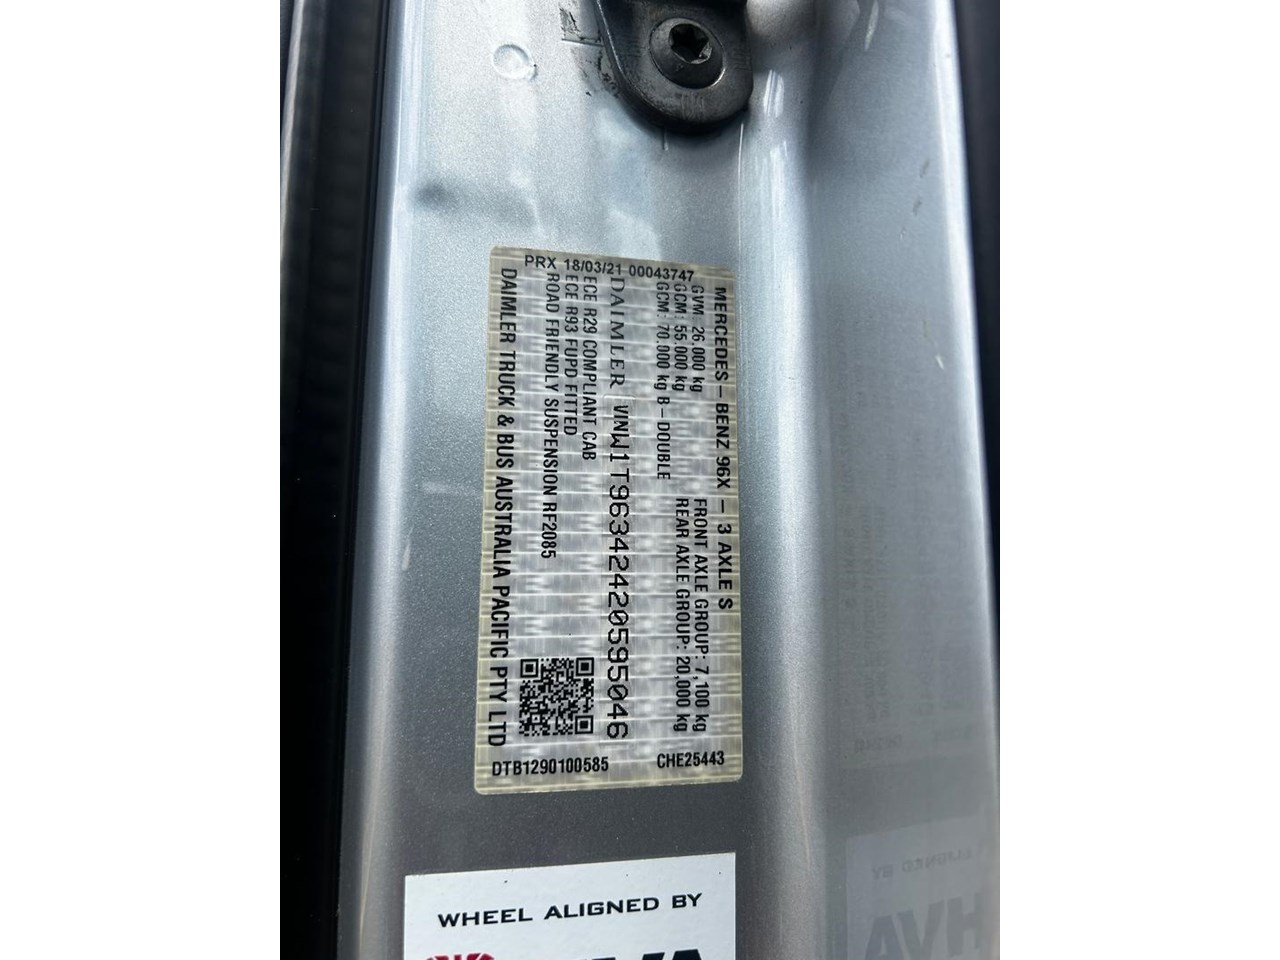 PRX 18/03/21 00043747
MERCEDES-BENZ 96X - 3 AXLE S
GVM: 26,000 kg FRONT AXLE GROUP: 7,100 kg
GCM: 55,000 kg REAR AXLE GROUP: 20,000 kg
GCM: 70,000 kg B-DOUBLE
DAIMLER VINW1T96342420595046
ECE R29 COMPLIANT CAB
ECE R93 FUPD FITTED
ROAD FRIENDLY SUSPENSION RF2085
DAIMLER TRUCK & BUS AUSTRALIA PACIFIC PTY LTD
DTB1290100585 CHE25443
WHEEL ALIGNED BY